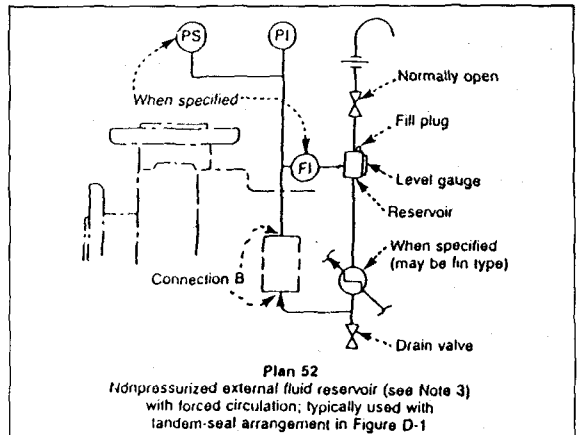 PS
PI
Normally open
When specified
Fill plug
FI
Level gauge
Reservoir
When specified
(may be fin type)
Connection B
Drain valve
Plan 52
Nonpressurized external fluid reservoir (see Note 3)
with forced circulation; typically used with
tandem-seal arrangement in Figure D-1